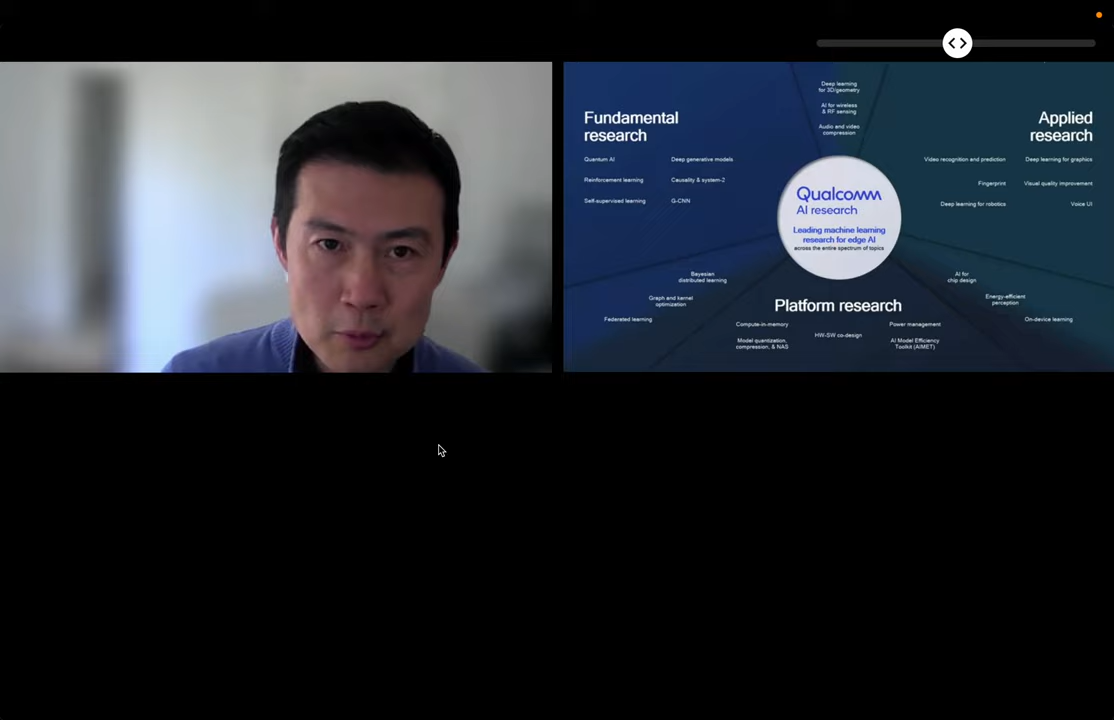 Deep learning
for 3D/geometry
AI for wireless
& RF sensing
Audio and video
compression
Fundamental
research
Quantum AI
Deep generative models
Reinforcement learning
Causality & system-2
Self-supervised learning
G-CNN
Applied
research
Video recognition and prediction
Deep learning for graphics
Fingerprint
Visual quality improvement
Deep learning for robotics
Voice UI
Qualcomm
AI research
Leading machine learning
research for edge AI
across the entire spectrum of topics
Bayesian
distributed learning
Graph and kernel
optimization
Federated learning
AI for
chip design
Energy-efficient
perception
On-device learning
Platform research
Compute-in-memory
Model quantization,
compression, & NAS
HW-SW co-design
Power management
AI Model Efficiency
Toolkit (AIMET)